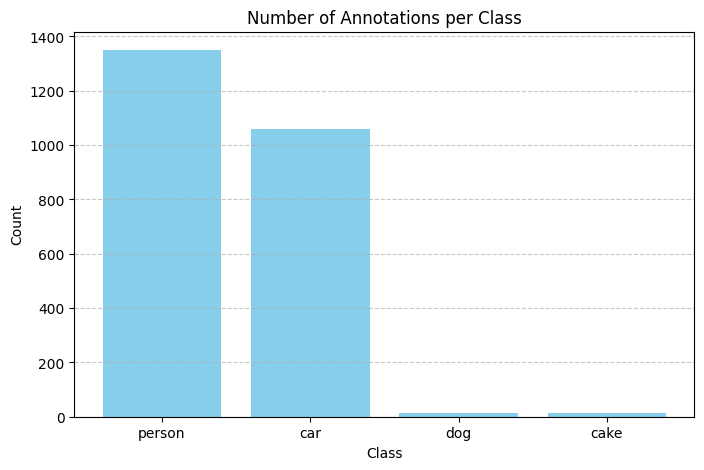 Number of Annotations per Class
1400
1200
1000
800
600
400
200
0
Count
person car dog cake
Class